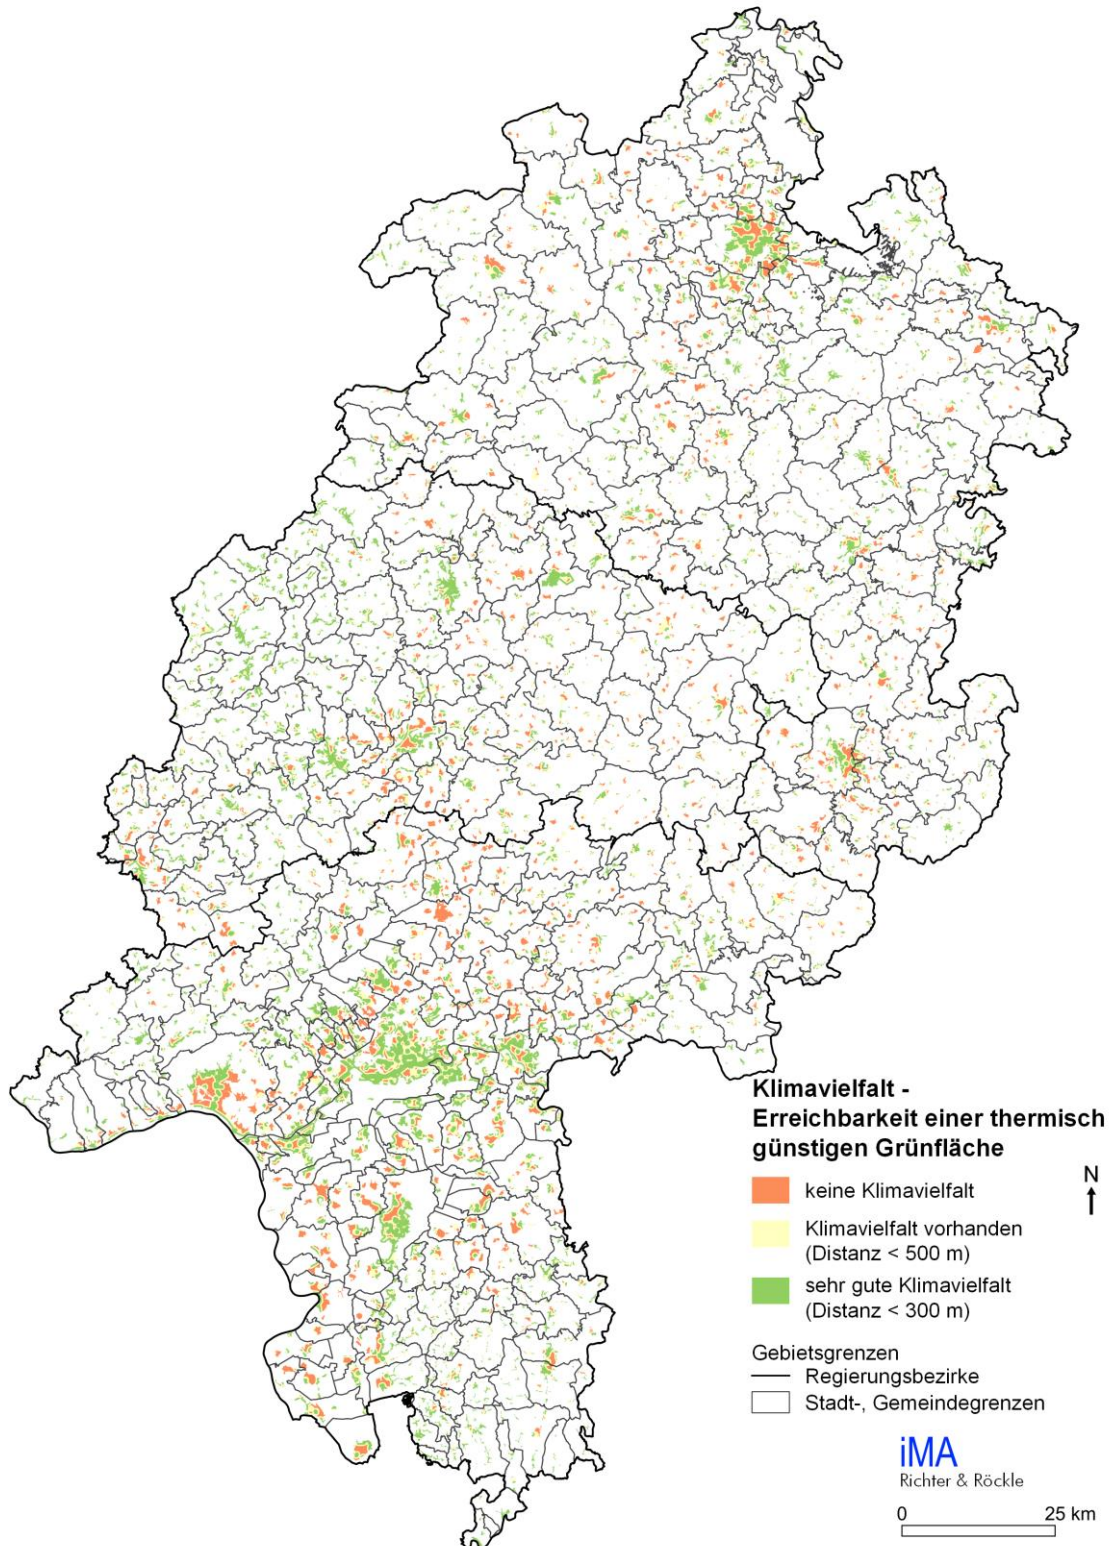 Klimavielfalt -
Erreichbarkeit einer thermisch
günstigen Grünfläche
N
keine Klimavielfalt
Klimavielfalt vorhanden
(Distanz < 500 m)
sehr gute Klimavielfalt
(Distanz < 300 m)
Gebietsgrenzen
Regierungsbezirke
Stadt-, Gemeindegrenzen
iMA
Richter & Röckle
0 25 km